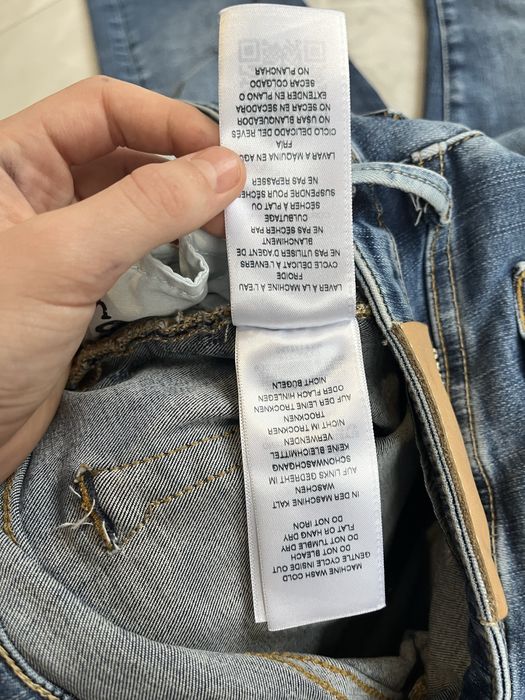 MACHINE WASH COLD
GENTLE CYCLE INSIDE OUT
DO NOT BLEACH
DO NOT TUMBLE DRY
FLAT OR HANG DRY
DO NOT IRON
IN DER MASCHINE KALT
WASCHEN
AUF LINKS GEDREHT IM
SCHONWASCHGANG
KEINE BLEICHMITTEL
VERWENDEN
NICHT IM TROCKNER
TROCKNEN
AUF DER LEINE TROCKNEN
ODER FLACH HINLEGEN
NICHT BÜGELN
LAVER À LA MACHINE À L'EAU
FROIDE
CYCLE DÉLICAT À L'ENVERS
NE PAS UTILISER D'AGENT DE
BLANCHIMENT
NE PAS SÉCHER PAR
CULBUTAGE
SÉCHER À PLAT OU
SUSPENDRE POUR SÉCHER
NE PAS REPASSER
LAVAR A MÁQUINA EN AGU
FRÍA
CICLO DELICADO DEL REVÉS
NO USAR BLANQUEADOR
NO SECAR EN SECADORA
EXTENDER EN PLANO O
SECAR COLGADO
NO PLANCHAR